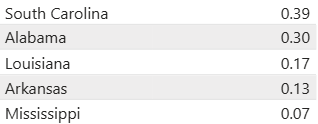 South Carolina 0.39
Alabama 0.30
Louisiana 0.17
Arkansas 0.13
Mississippi 0.07